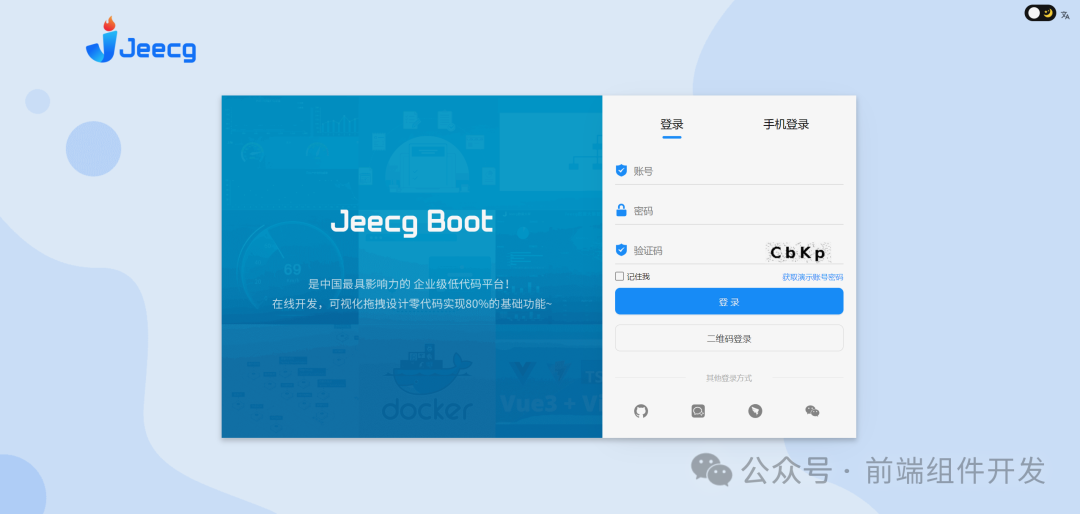 Jeecg
登录
手机登录
账号
密码
验证码
CbKp
记住我
获取演示账号密码
登 录
二维码登录
其他登录方式
Jeecg Boot
是中国最具影响力的 企业级低代码平台!
在线开发，可视化拖拽设计零代码实现80%的基础功能~
69
docker
TS
Vue3 +
公众号 · 前端组件开发